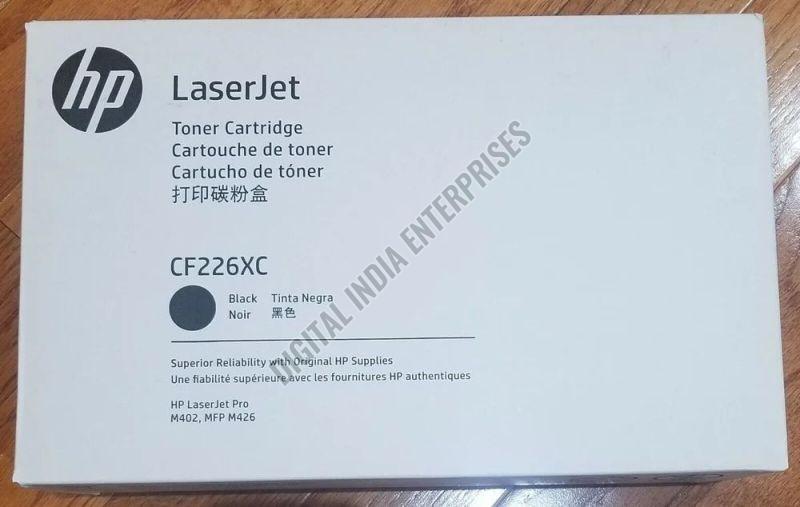 hp
LaserJet
Toner Cartridge
Cartouche de toner
Cartucho de tóner
打印碳粉盒
CF226XC
Black Tinta Negra
Noir 黑色
Superior Reliability with Original HP Supplies
Une fiabilité supérieure avec les fournitures HP authentiques
HP LaserJet Pro
M402, MFP M426
DIGITAL INDIA ENTERPRISES